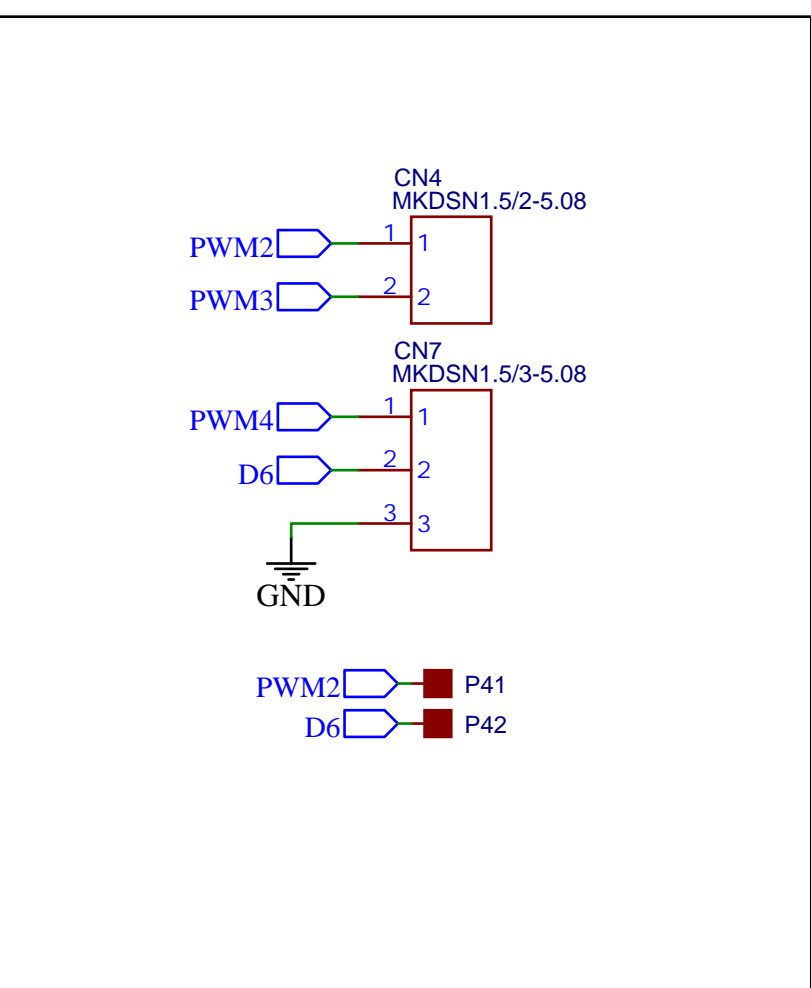 CN4
MKDSN1.5/2-5.08
PWM2 1 1
PWM3 2 2
CN7
MKDSN1.5/3-5.08
PWM4 1 1
D6 2 2
3 3
GND
PWM2 P41
D6 P42